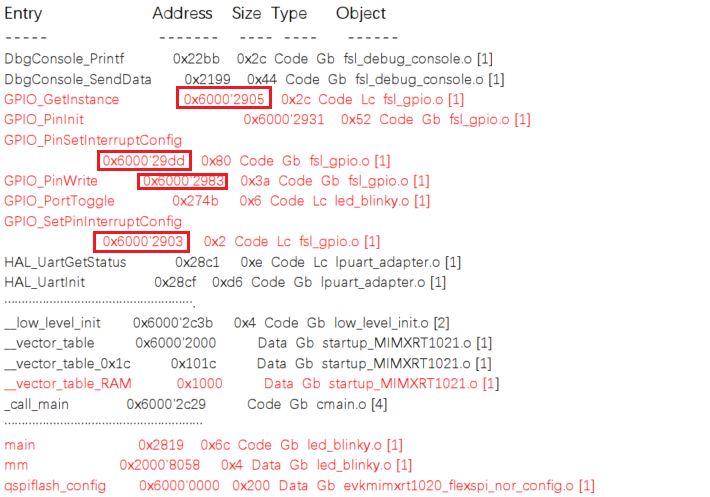 Entry Address Size Type Object
----- ------- ---- ---- ------
DbgConsole_Printf 0x22bb 0x2c Code Gb fsl_debug_console.o [1]
DbgConsole_SendData 0x2199 0x44 Code Gb fsl_debug_console.o [1]
GPIO_GetInstance 0x6000'2905 0x2c Code Lc fsl_gpio.o [1]
GPIO_PinInit 0x6000'2931 0x52 Code Gb fsl_gpio.o [1]
GPIO_PinSetInterruptConfig
0x6000'29dd 0x80 Code Gb fsl_gpio.o [1]
GPIO_PinWrite 0x6000'2983 0x3a Code Gb fsl_gpio.o [1]
GPIO_PortToggle 0x274b 0x6 Code Lc led_blinky.o [1]
GPIO_SetPinInterruptConfig
0x6000'2903 0x2 Code Lc fsl_gpio.o [1]
HAL_UartGetStatus 0x28c1 0xe Code Lc lpuart_adapter.o [1]
HAL_UartInit 0x28cf 0xd6 Code Gb lpuart_adapter.o [1]
......................................................
__low_level_init 0x6000'2c3b 0x4 Code Gb low_level_init.o [2]
__vector_table 0x6000'2000 Data Gb startup_MIMXRT1021.o [1]
__vector_table_0x1c 0x101c Data Gb startup_MIMXRT1021.o [1]
__vector_table_RAM 0x1000 Data Gb startup_MIMXRT1021.o [1]
_call_main 0x6000'2c29 Code Gb cmain.o [4]
......................................................
main 0x2819 0x6c Code Gb led_blinky.o [1]
mm 0x2000'8058 0x4 Data Gb led_blinky.o [1]
qspiflash_config 0x6000'0000 0x200 Data Gb evkmimxrt1020_flexspi_nor_config.o [1]